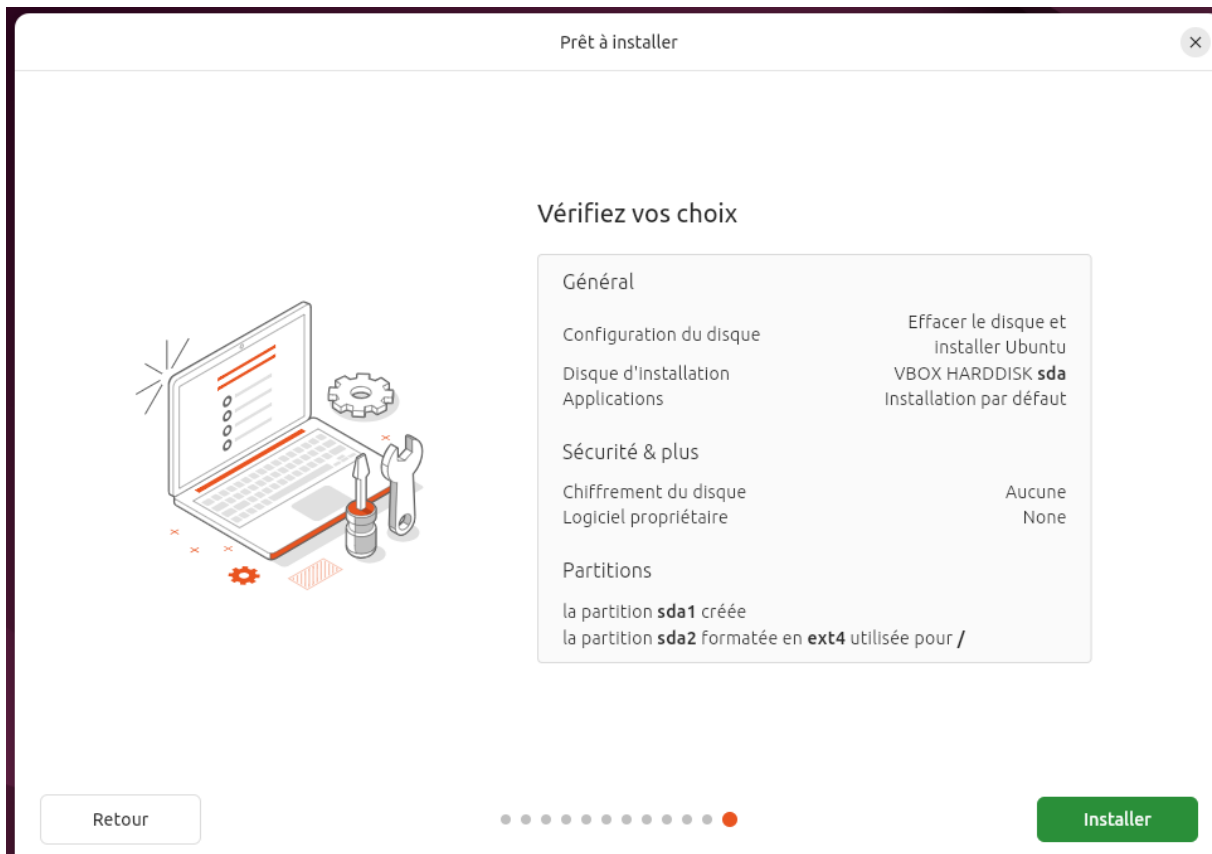 Prêt à installer
Vérifiez vos choix
Général
Configuration du disque
Effacer le disque et
installer Ubuntu
Disque d'installation
VBOX HARDDISK sda
Applications
Installation par défaut
Sécurité & plus
Chiffrement du disque
Aucune
Logiciel propriétaire
None
Partitions
la partition sda1 créée
la partition sda2 formatée en ext4 utilisée pour /
Retour
Installer